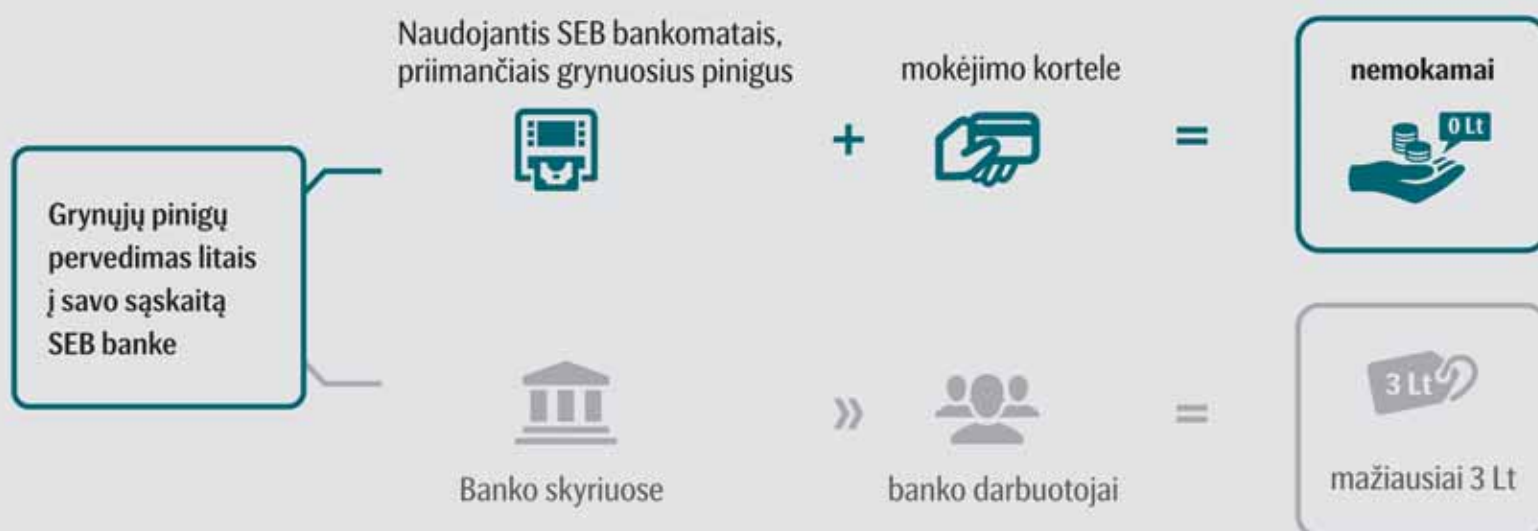 Naudojantis SEB bankomatais,
priimančiais grynuosius pinigus
mokėjimo kortele
nemokamai
0 Lt
Grynųjų pinigų
pervedimas litais
į savo sąskaitą
SEB banke
3 Lt
Banko skyriuose
banko darbuotojai
mažiausiai 3 Lt